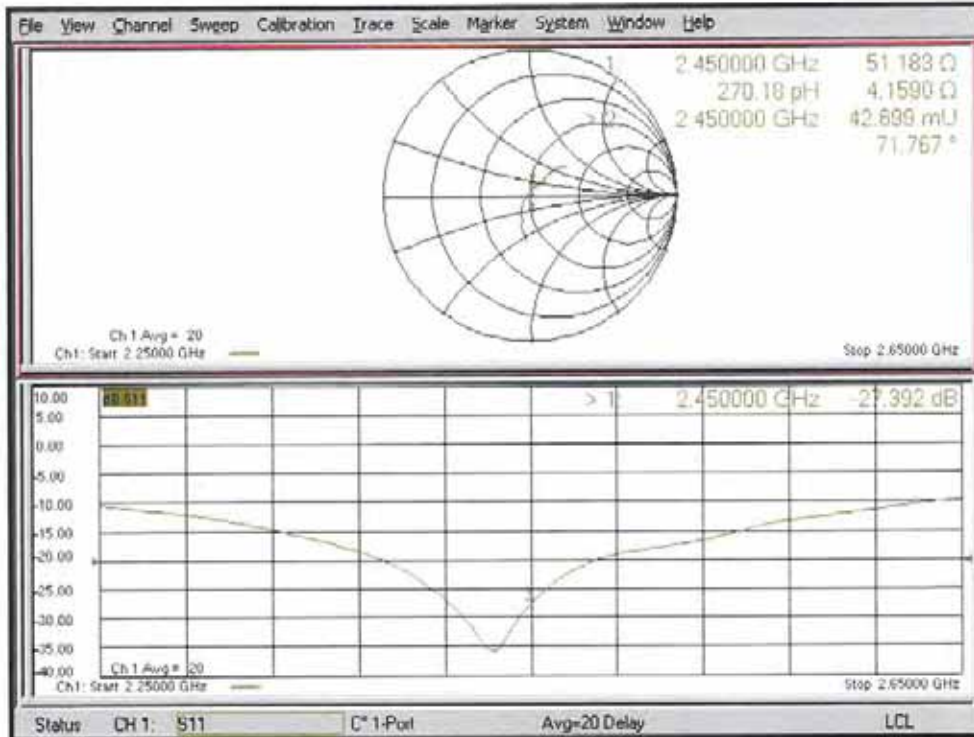 File View Channel Sweep Calibration Trace Scale Marker System Window Help
1 2.450000 GHz 51.183 Ω
270.18 pH 4.1590 Ω
> 2 2.450000 GHz 42.699 mU
71.767 °
Ch 1 Avg = 20
Ch1: Start 2.25000 GHz
Stop 2.65000 GHz
10.00 dB S11 > 1 2.450000 GHz -27.392 dB
5.00
0.00
-5.00
-10.00
-15.00
-20.00
-25.00
-30.00
-35.00
-40.00
Ch 1 Avg = 20
Ch1: Start 2.25000 GHz
Stop 2.65000 GHz
Status CH 1: S11 C* 1-Port Avg=20 Delay LCL